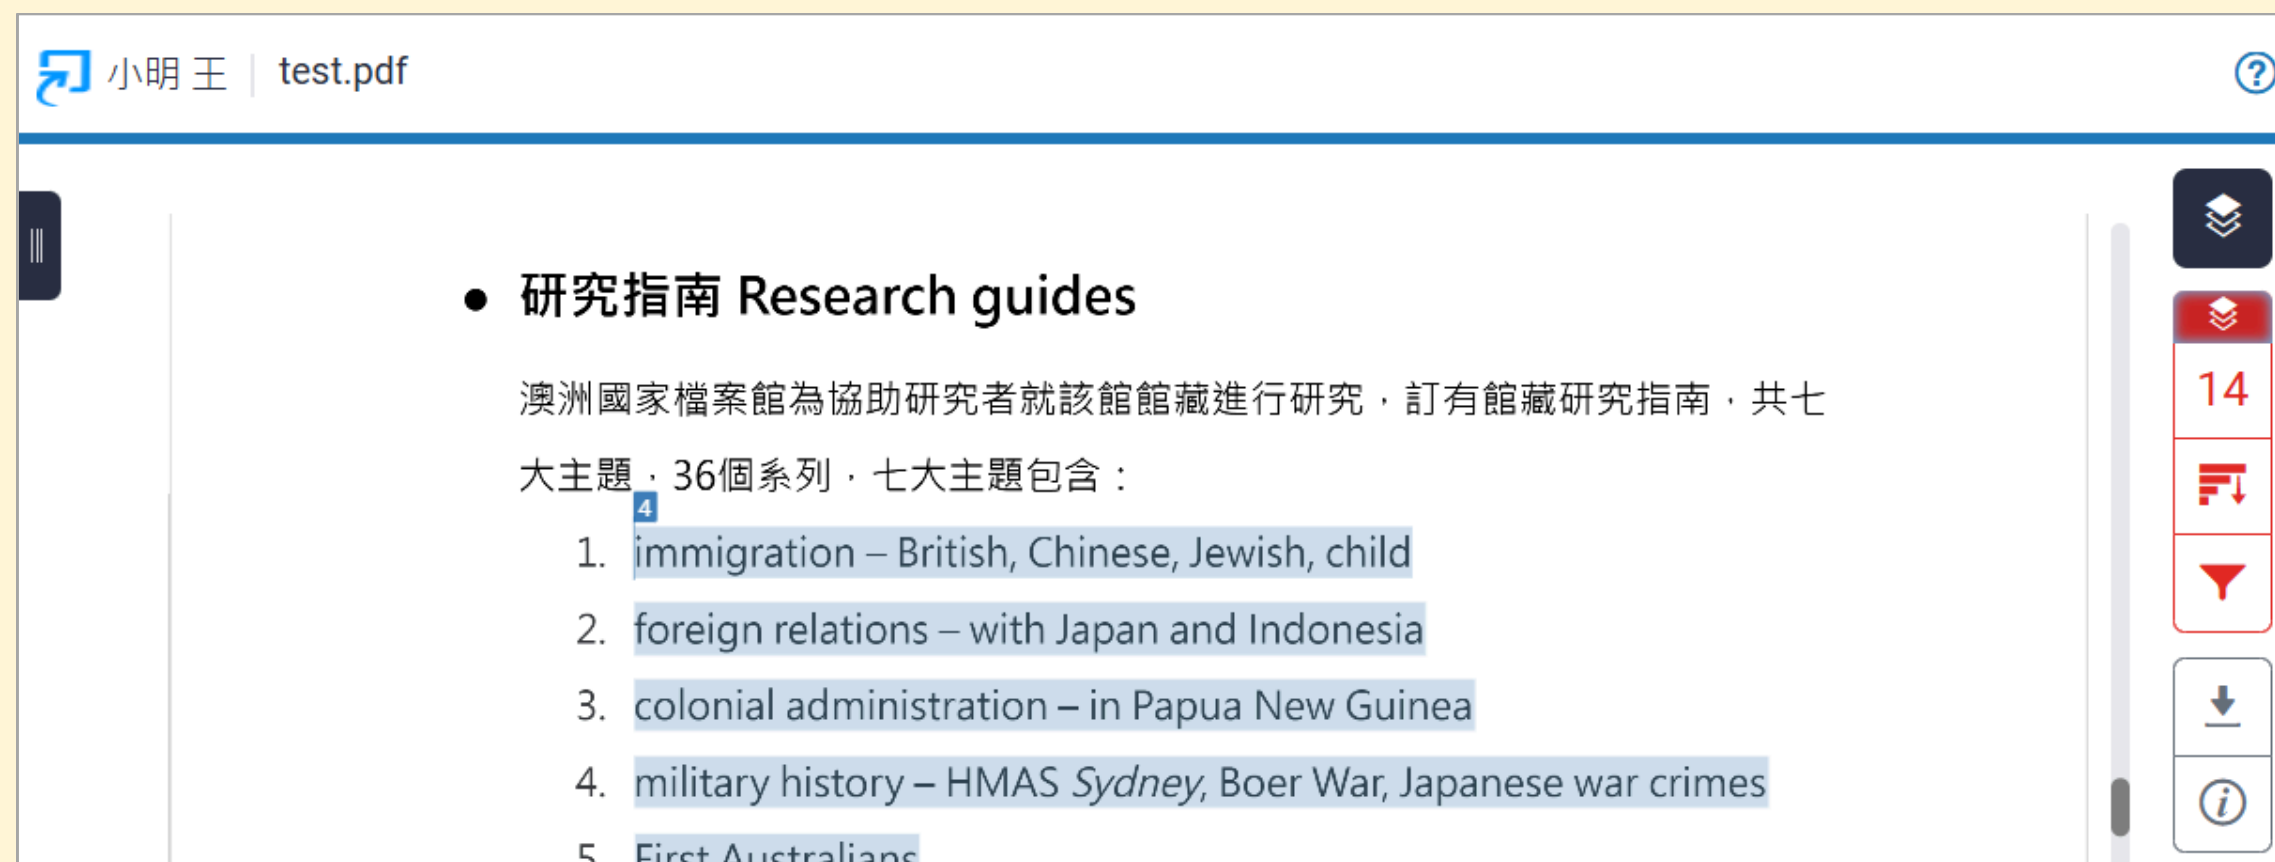 小明 王 test.pdf
研究指南 Research guides
澳洲國家檔案館為協助研究者就該館館藏進行研究，訂有館藏研究指南，共七
大主題，36個系列，七大主題包含：
4
1. immigration – British, Chinese, Jewish, child
2. foreign relations – with Japan and Indonesia
3. colonial administration – in Papua New Guinea
4. military history – HMAS Sydney, Boer War, Japanese war crimes
5. First Australians
14